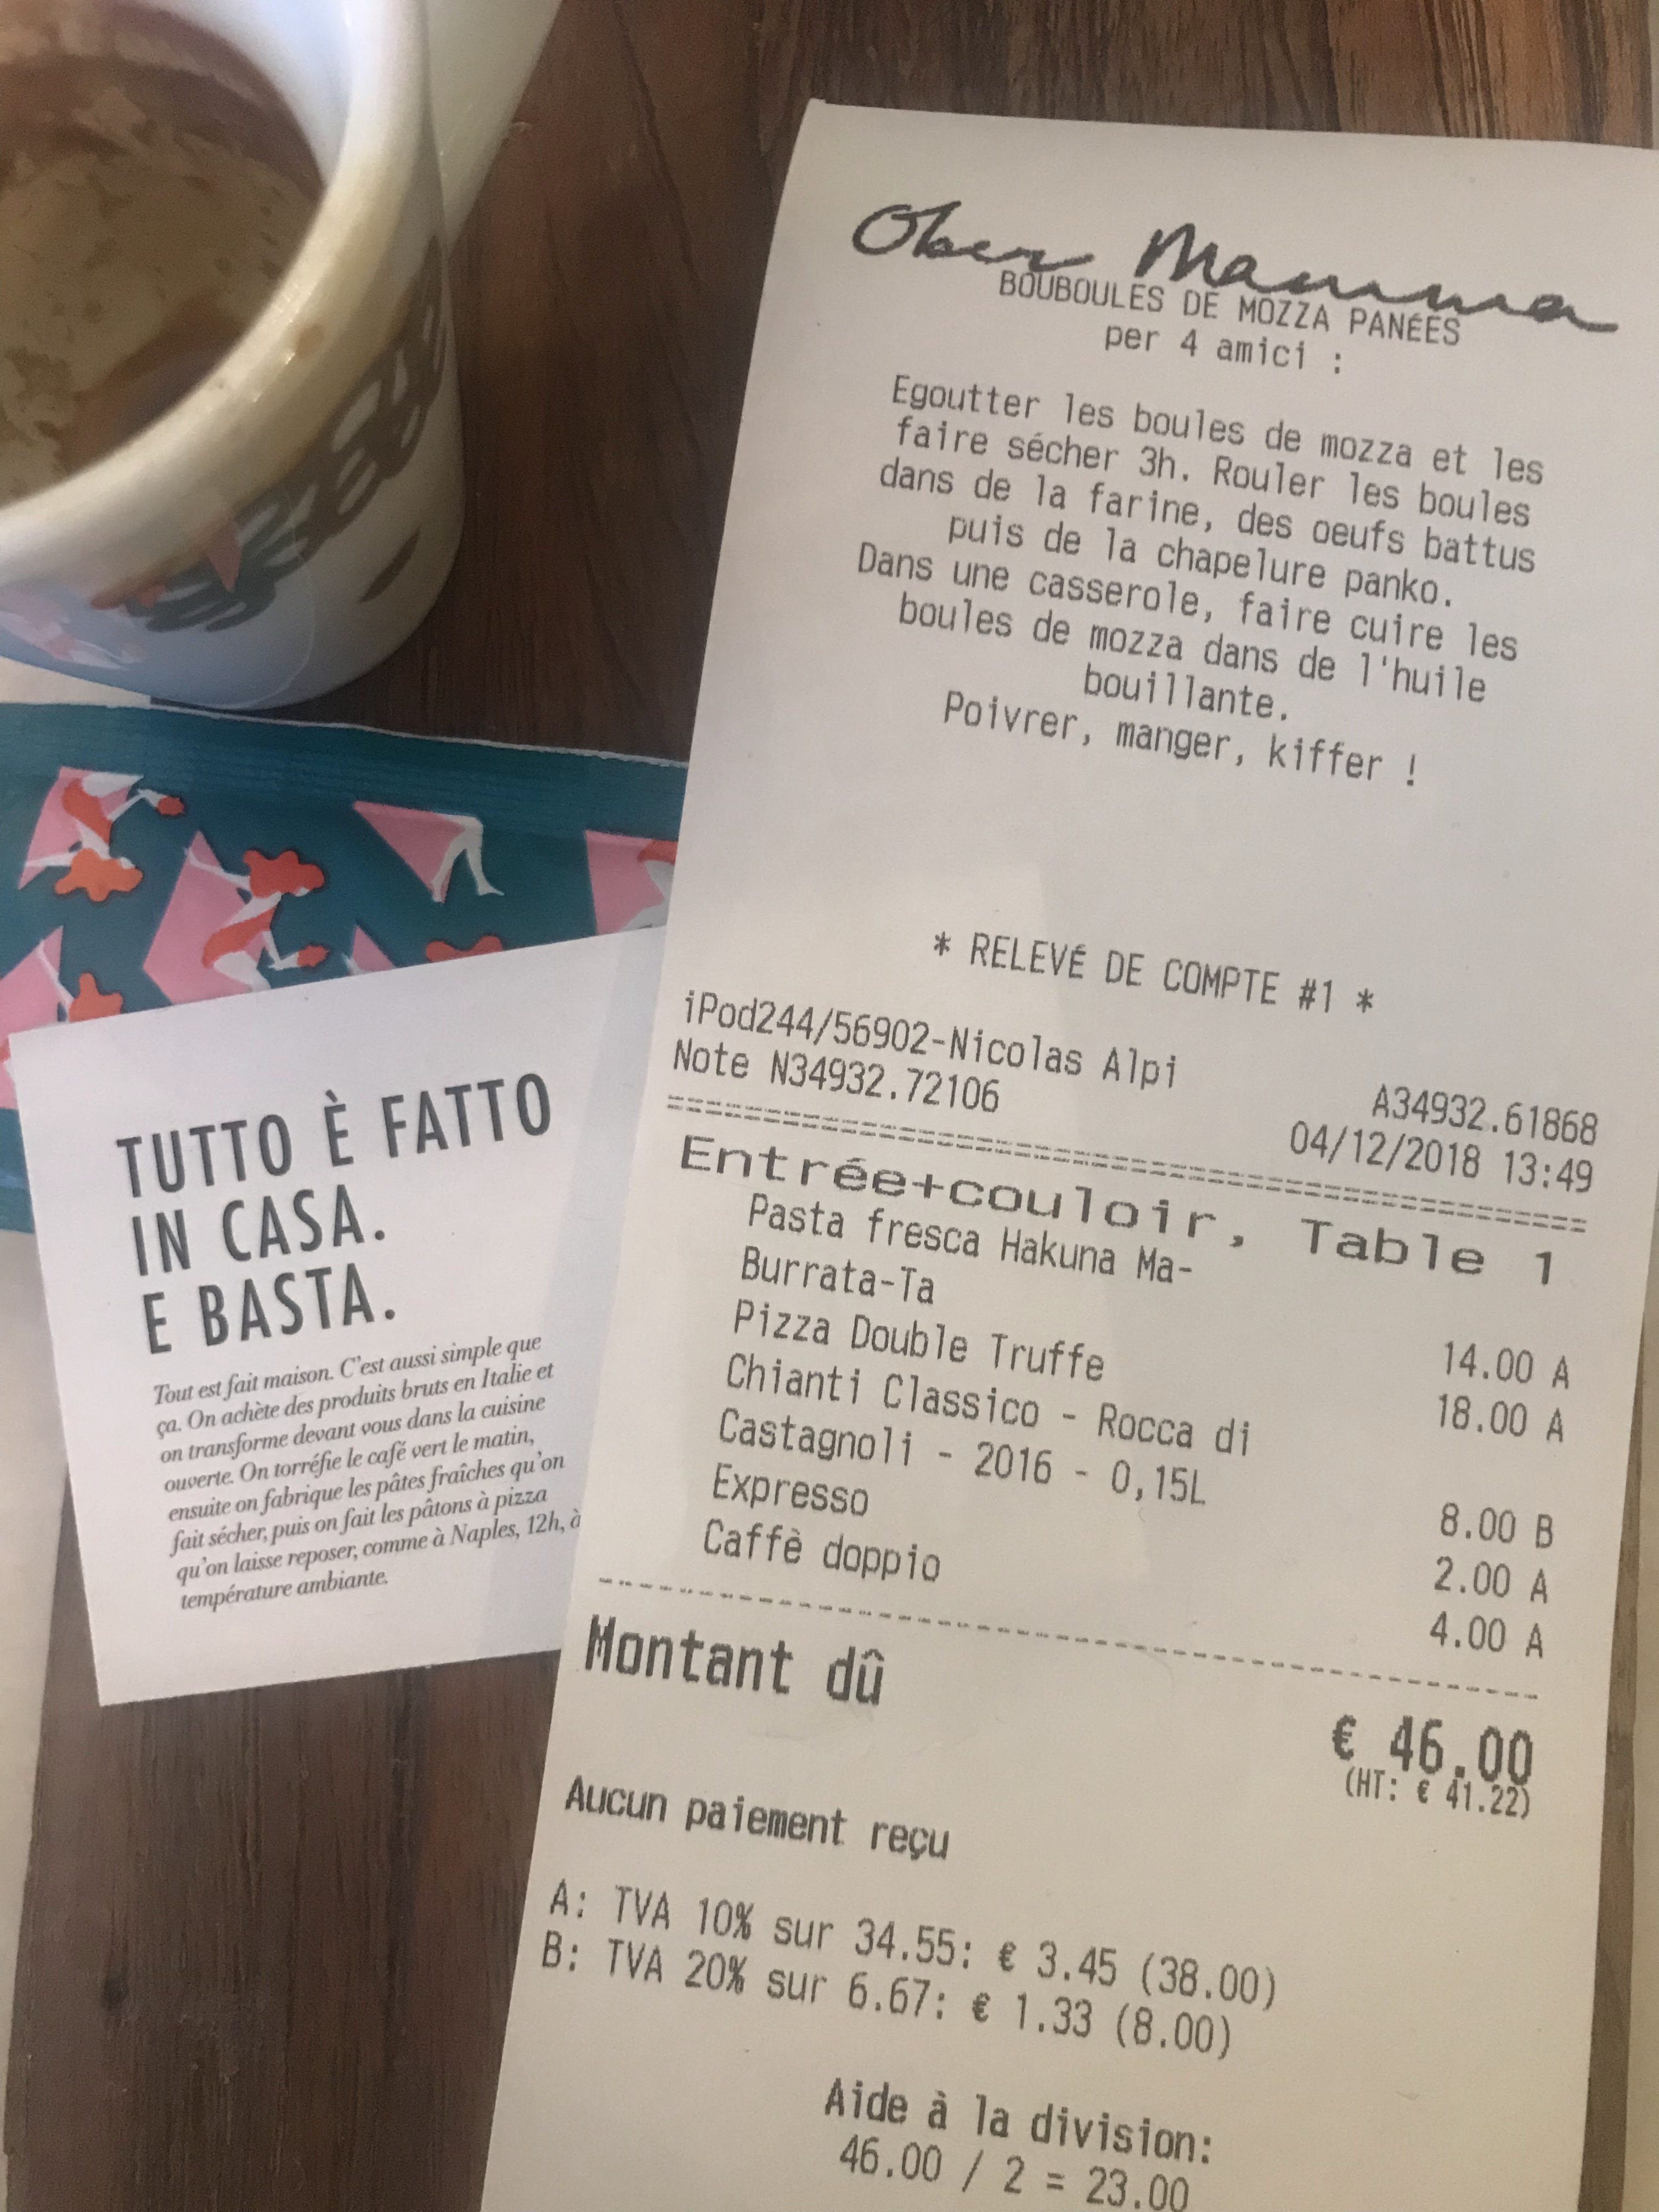 Ober Mamma
BOUBOULES DE MOZZA PANÉES
per 4 amici :
Egoutter les boules de mozza et les
faire sécher 3h. Rouler les boules
dans de la farine, des oeufs battus
puis de la chapelure panko.
Dans une casserole, faire cuire les
boules de mozza dans de l'huile
bouillante.
Poivrer, manger, kiffer !
* RELEVÉ DE COMPTE #1 *
iPod244/56902-Nicolas Alpi
A34932.61868
Note N34932.72106
04/12/2018 13:49
Entrée+couloir, Table 1
Pasta fresca Hakuna Ma-
Burrata-Ta 14.00 A
Pizza Double Truffe 18.00 A
Chianti Classico - Rocca di
Castagnoli - 2016 - 0,15L 8.00 B
Expresso 2.00 A
Caffè doppio 4.00 A
Montant dû € 46.00
(HT: € 41.22)
Aucun paiement reçu
A: TVA 10% sur 34.55: € 3.45 (38.00)
B: TVA 20% sur 6.67: € 1.33 (8.00)
Aide à la division:
46.00 / 2 = 23.00
TUTTO È FATTO
IN CASA.
E BASTA.
Tout est fait maison. C'est aussi simple que
ça. On achète des produits bruts en Italie et
on transforme devant vous dans la cuisine
ouverte. On torréfie le café vert le matin,
ensuite on fabrique les pâtes fraîches qu'on
fait sécher, puis on fait les pâtons à pizza
qu'on laisse reposer, comme à Naples, 12h, à
température ambiante.